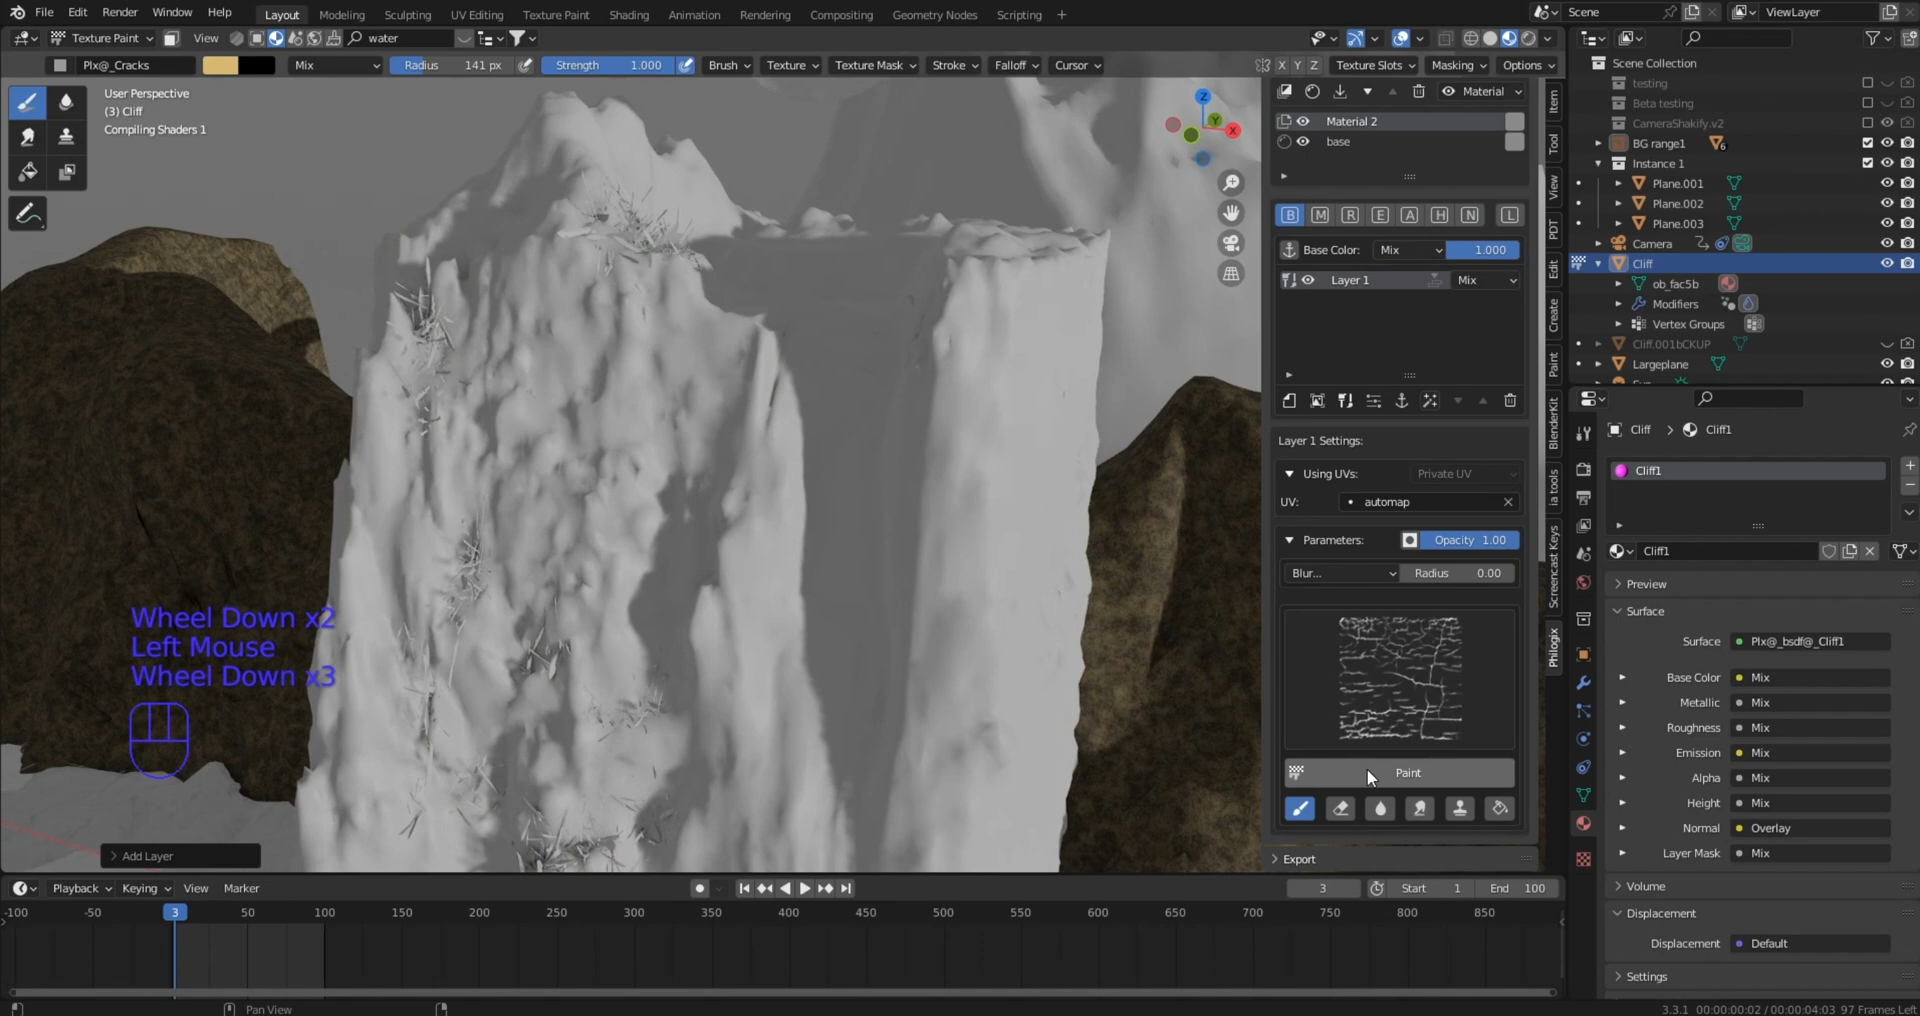 File Edit Render Window Help Layout Modeling Sculpting UV Editing Texture Paint Shading Animation Rendering Compositing Geometry Nodes Scripting + Scene ViewLayer
Texture Paint View water
Plx@_Cracks Mix Radius 141 px Strength 1.000 Brush Texture Texture Mask Stroke Falloff Cursor X Y Z Texture Slots Masking Options
User Perspective
(3) Cliff
Compiling Shaders 1
Z
Y
X
Wheel Down x2
Left Mouse
Wheel Down x3
Add Layer
Material
Material 2
base
B M R E A H N L
Base Color: Mix 1.000
Layer 1 Mix
Layer 1 Settings:
Using UVs: Private UV
UV: automap
Parameters: Opacity 1.00
Blur... Radius 0.00
Paint
Export
Item
Tool
View
PDT
Edit
Create
Paint
BlenderKit
ia tools
Screencast Keys
Philogix
Scene Collection
testing
Beta testing
CameraShakify.v2
BG range1 6
Instance 1
Plane.001
Plane.002
Plane.003
Camera
Cliff
ob_fac5b
Modifiers
Vertex Groups
Cliff.001bCKUP
Largeplane
Cliff > Cliff1
Cliff1
Cliff1
Preview
Surface
Surface Plx@_bsdf@_Cliff1
Base Color Mix
Metallic Mix
Roughness Mix
Emission Mix
Alpha Mix
Height Mix
Normal Overlay
Layer Mask Mix
Volume
Displacement
Displacement Default
Settings
Playback Keying View Marker 3 Start 1 End 100
-100 -50 3 50 100 150 200 250 300 350 400 450 500 550 600 650 700 750 800 850
Pan View
3.3.1 00:00:00:02 / 00:00:04:03 97 Frames Left